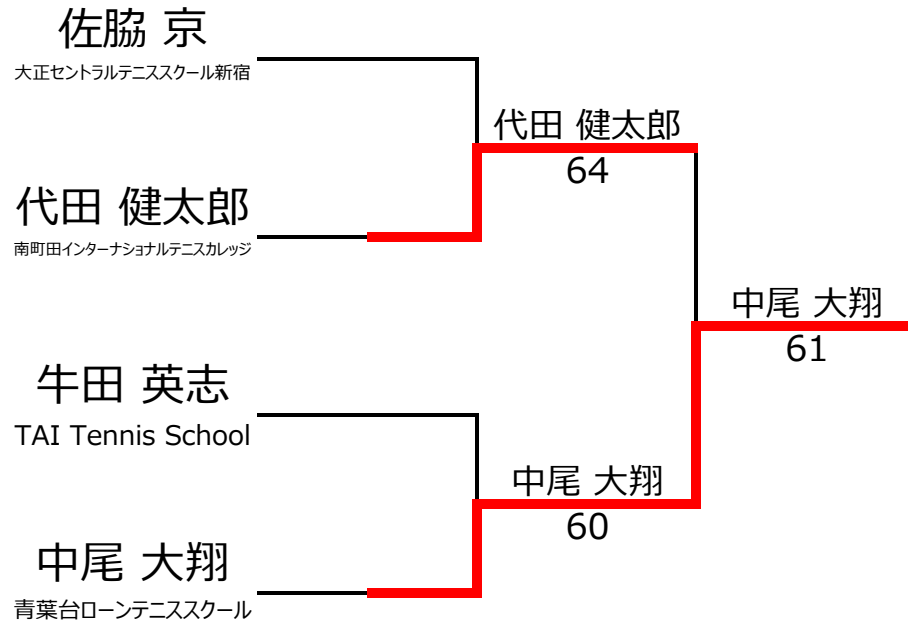 佐脇 京
大正セントラルテニススクール新宿
代田 健太郎
64
代田 健太郎
南町田インターナショナルテニスカレッジ
中尾 大翔
61
牛田 英志
TAI Tennis School
中尾 大翔
60
中尾 大翔
青葉台ローンテニススクール